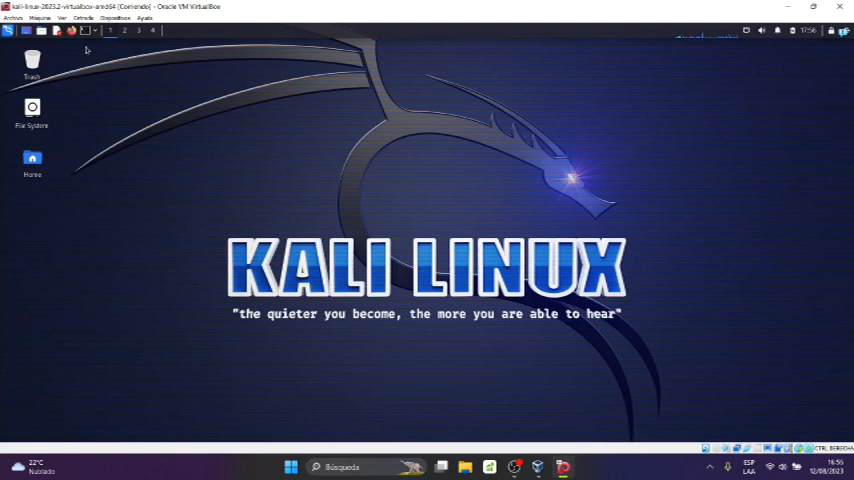 kali-linux-2023.2-virtualbox-amd64 [Corriendo] - Oracle VM VirtualBox
Archivo Máquina Ver Entrada Dispositivos Ayuda
1 2 3 4
17:56
Trash
File System
Home
KALI LINUX
"the quieter you become, the more you are able to hear"
CTRL DERECHA
22°C
Nublado
Búsqueda
ESP
LAA
16:55
12/08/2023